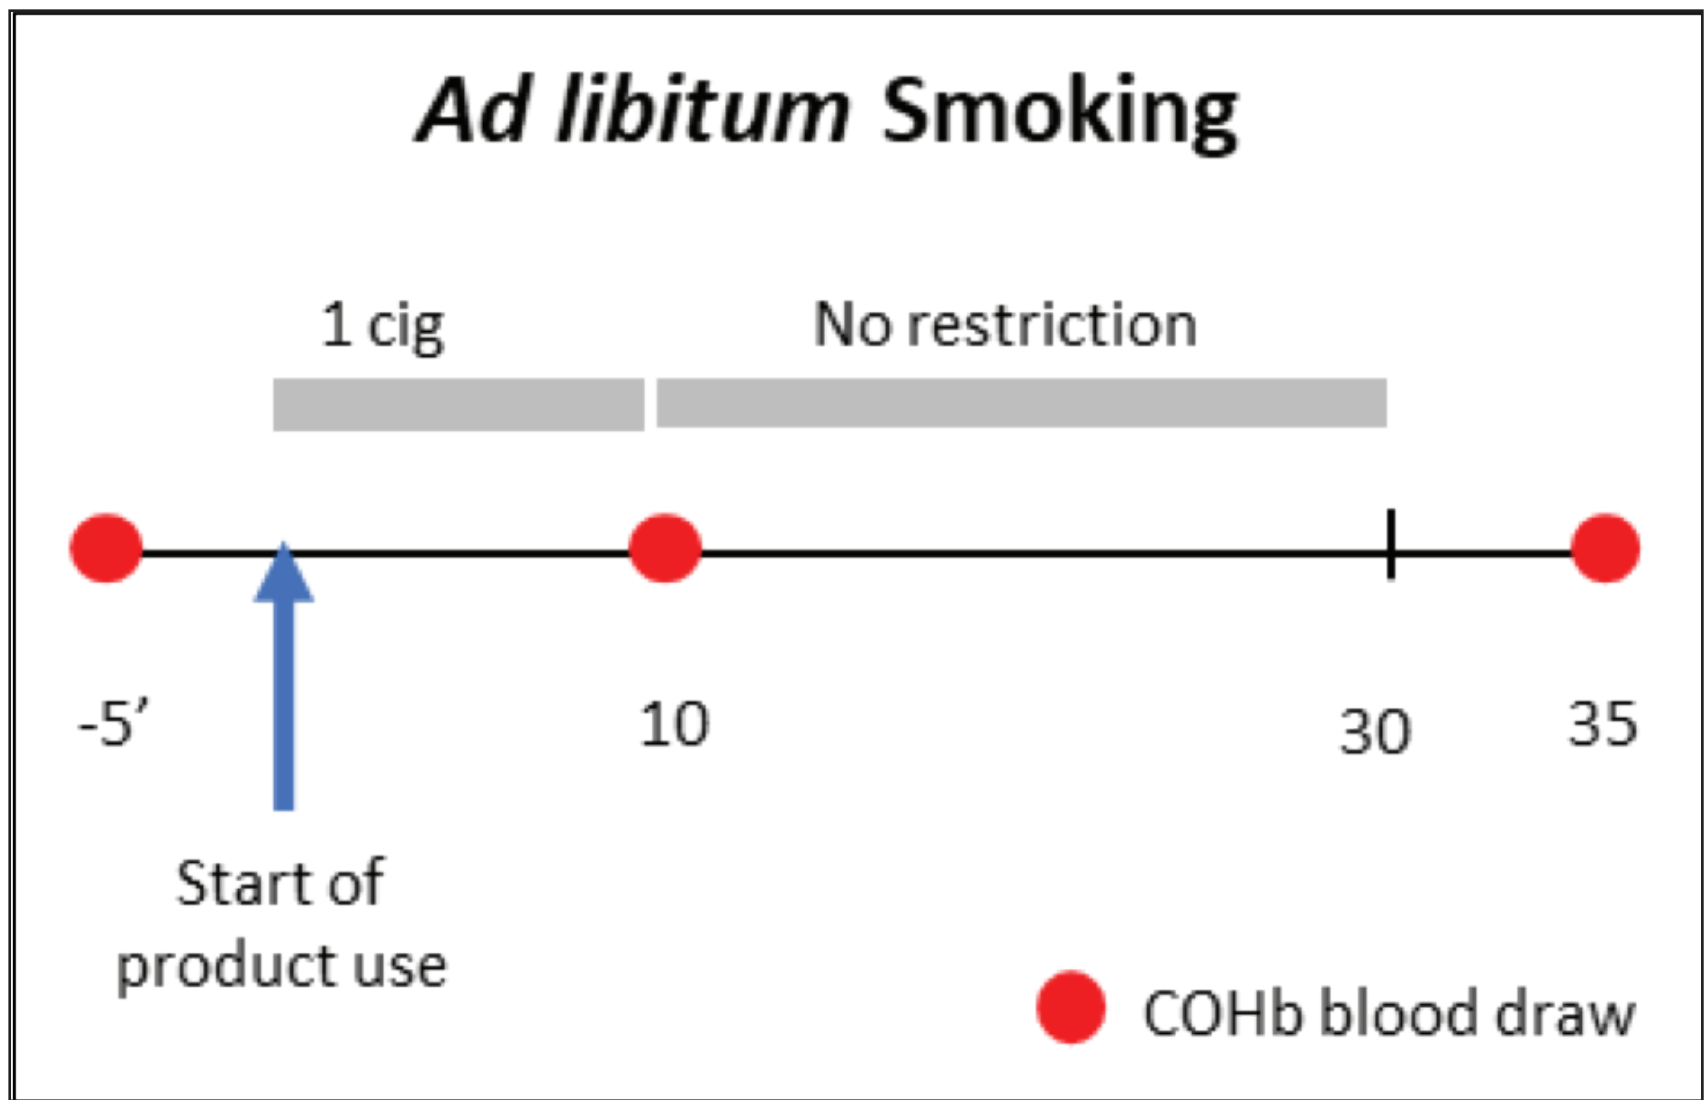 Ad libitum Smoking
1 cig
No restriction
-5’
10
30
35
Start of
product use
COHb blood draw